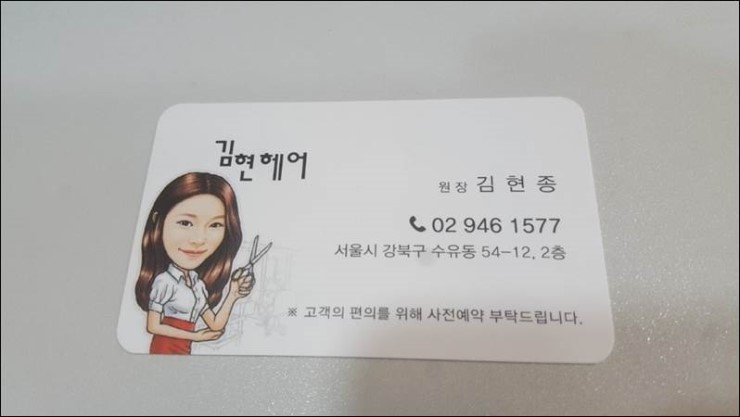 김현헤어
원장 김현종
02 946 1577
서울시 강북구 수유동 54-12, 2층
※ 고객의 편의를 위해 사전예약 부탁드립니다.